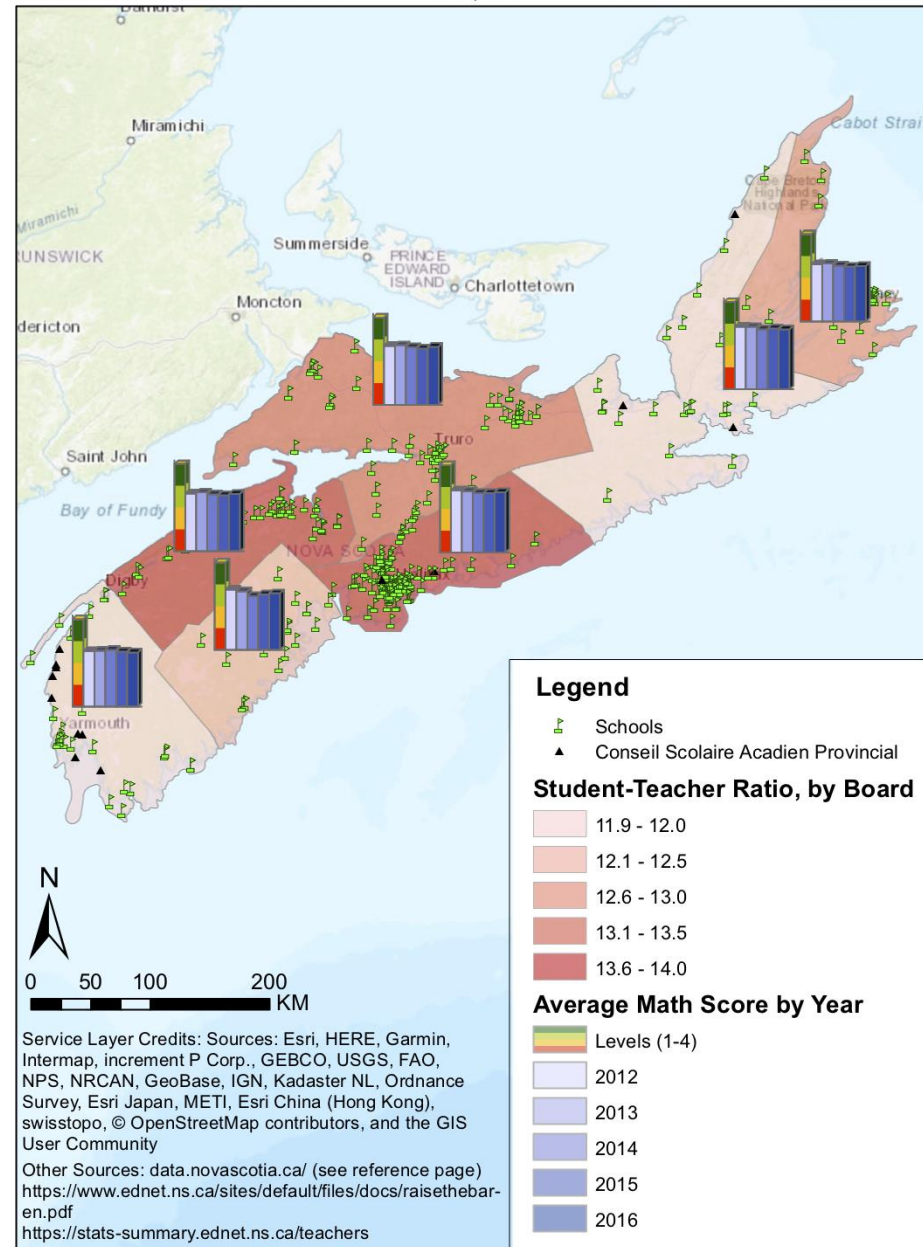 Bathurst
Miramichi
Miramichi
RUNSWICK
dericton
Moncton
Summerside
PRINCE
EDWARD
ISLAND
Charlottetown
Cabot Strai
Cape Breton
Highlands
National Park
Saint John
Bay of Fundy
Truro
NOVA SCOTIA
Halifax
Digby
Yarmouth
N
0 50 100 200
KM
Service Layer Credits: Sources: Esri, HERE, Garmin,
Intermap, increment P Corp., GEBCO, USGS, FAO,
NPS, NRCAN, GeoBase, IGN, Kadaster NL, Ordnance
Survey, Esri Japan, METI, Esri China (Hong Kong),
swisstopo, © OpenStreetMap contributors, and the GIS
User Community
Other Sources: data.novascotia.ca/ (see reference page)
https://www.ednet.ns.ca/sites/default/files/docs/raisethebar-
en.pdf
https://stats-summary.ednet.ns.ca/teachers
Legend
Schools
Conseil Scolaire Acadien Provincial
Student-Teacher Ratio, by Board
11.9 - 12.0
12.1 - 12.5
12.6 - 13.0
13.1 - 13.5
13.6 - 14.0
Average Math Score by Year
Levels (1-4)
2012
2013
2014
2015
2016